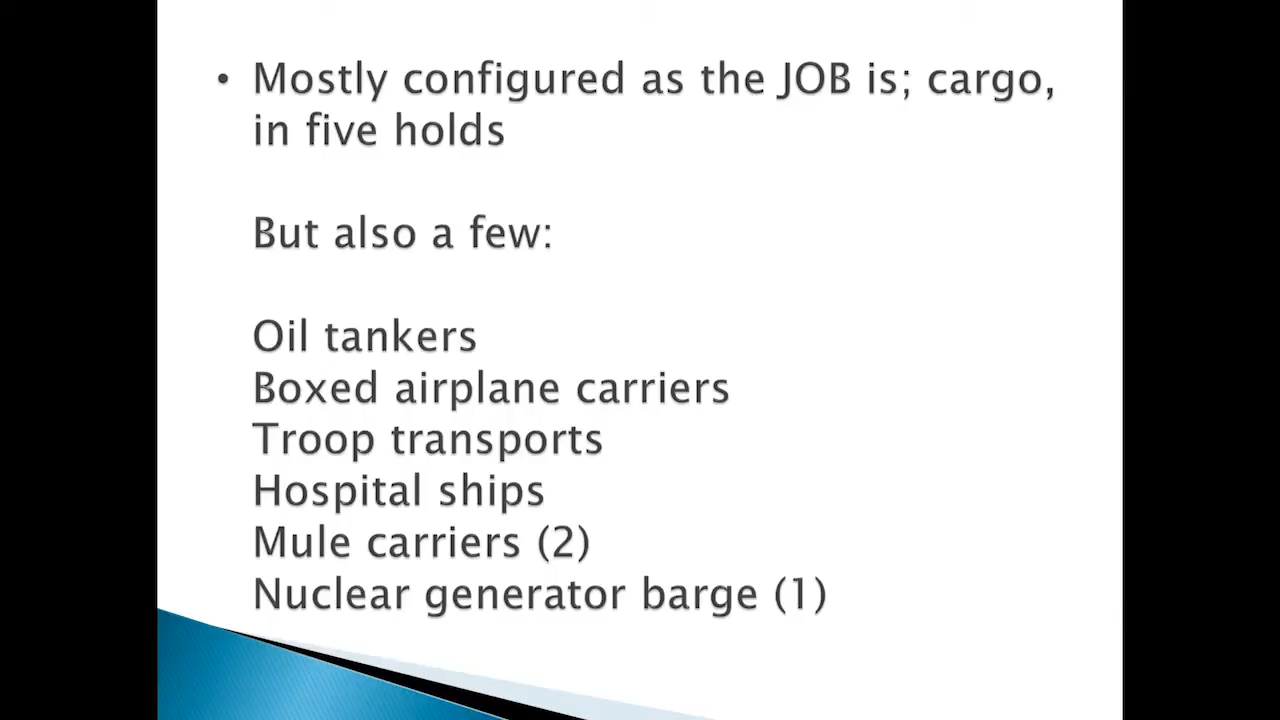 • Mostly configured as the JOB is; cargo,
in five holds
But also a few:
Oil tankers
Boxed airplane carriers
Troop transports
Hospital ships
Mule carriers (2)
Nuclear generator barge (1)